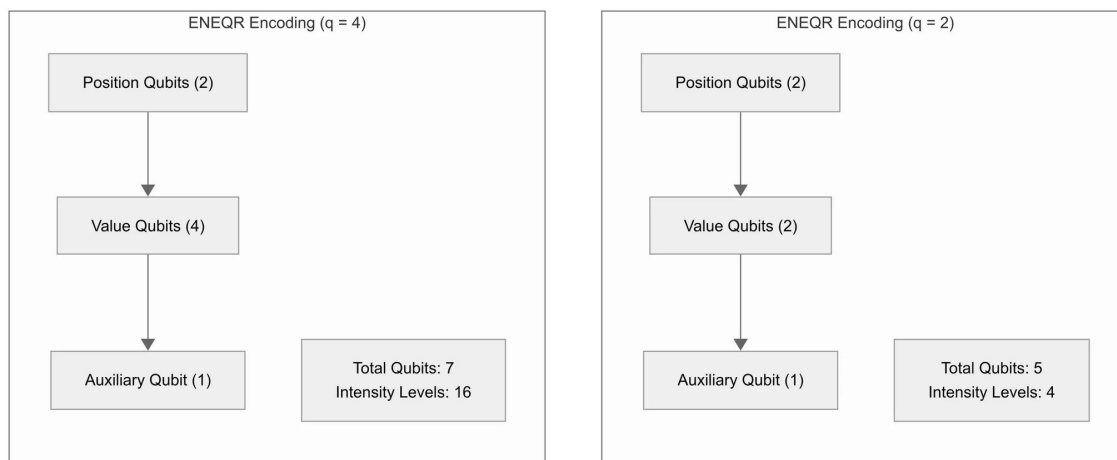 ENEQR Encoding (q = 4)
Position Qubits (2)
Value Qubits (4)
Auxiliary Qubit (1)
Total Qubits: 7
Intensity Levels: 16
ENEQR Encoding (q = 2)
Position Qubits (2)
Value Qubits (2)
Auxiliary Qubit (1)
Total Qubits: 5
Intensity Levels: 4